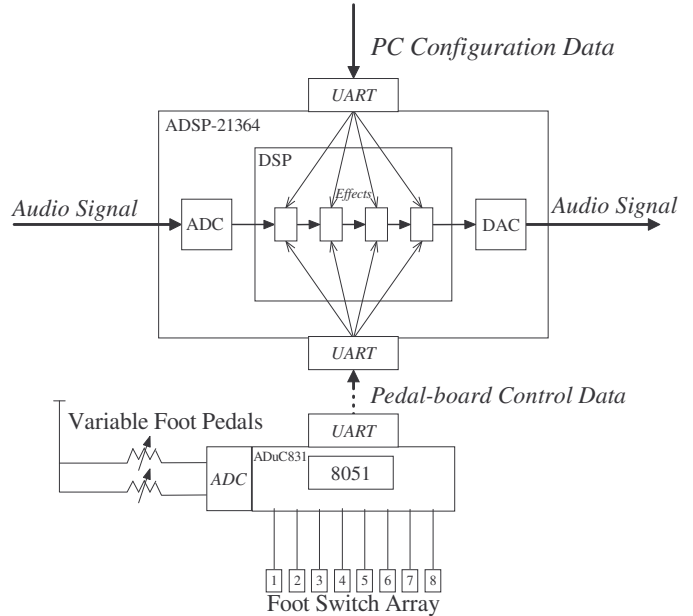 PC Configuration Data
UART
ADSP-21364
DSP
Effects
Audio Signal
ADC
DAC
Audio Signal
UART
Pedal-board Control Data
UART
Variable Foot Pedals
ADuC831
ADC
8051
1 2 3 4 5 6 7 8
Foot Switch Array